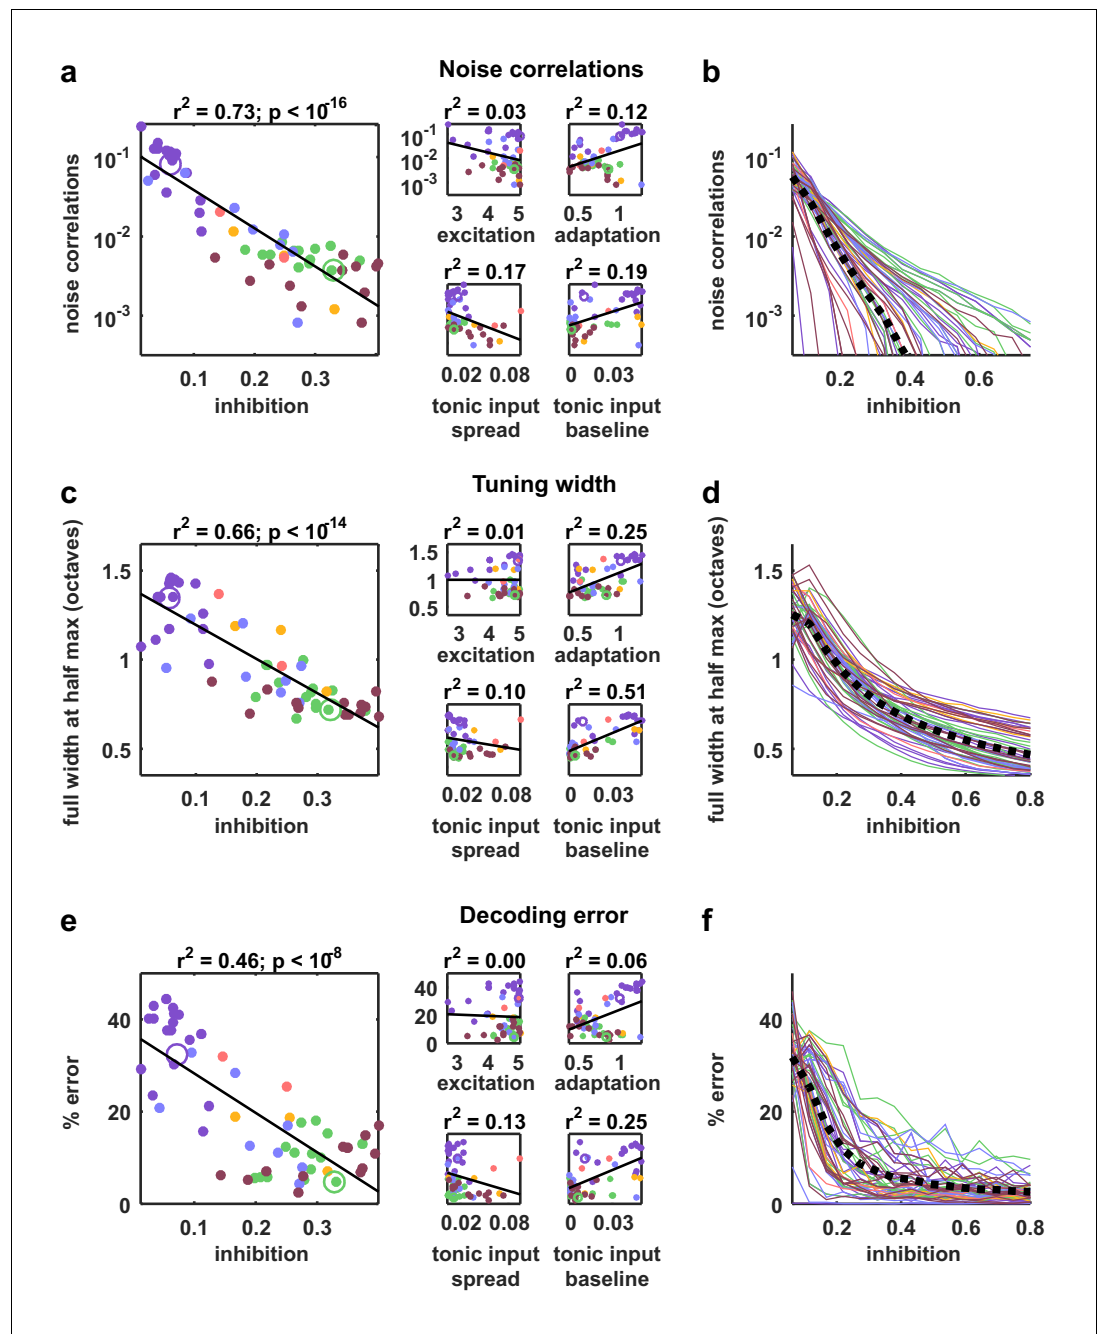 a
Noise correlations
b
r2 = 0.73; p < 10-16
r2 = 0.03
r2 = 0.12
noise correlations
10-1
10-2
10-3
0.1 0.2 0.3
inhibition
10-1
10-2
10-3
3 4 5
excitation
0.5 1
adaptation
r2 = 0.17
r2 = 0.19
0.02 0.08
tonic input
spread
0 0.03
tonic input
baseline
noise correlations
10-1
10-2
10-3
0.2 0.4 0.6
inhibition
c
Tuning width
d
r2 = 0.66; p < 10-14
r2 = 0.01
r2 = 0.25
full width at half max (octaves)
1.5
1
0.5
0.1 0.2 0.3
inhibition
1.5
1
0.5
3 4 5
excitation
0.5 1
adaptation
r2 = 0.10
r2 = 0.51
0.02 0.08
tonic input
spread
0 0.03
tonic input
baseline
full width at half max (octaves)
1.5
1
0.5
0.2 0.4 0.6 0.8
inhibition
e
Decoding error
f
r2 = 0.46; p < 10-8
r2 = 0.00
r2 = 0.06
% error
40
20
0
0.1 0.2 0.3
inhibition
40
20
0
3 4 5
excitation
0.5 1
adaptation
r2 = 0.13
r2 = 0.25
0.02 0.08
tonic input
spread
0 0.03
tonic input
baseline
% error
40
20
0
0.2 0.4 0.6 0.8
inhibition